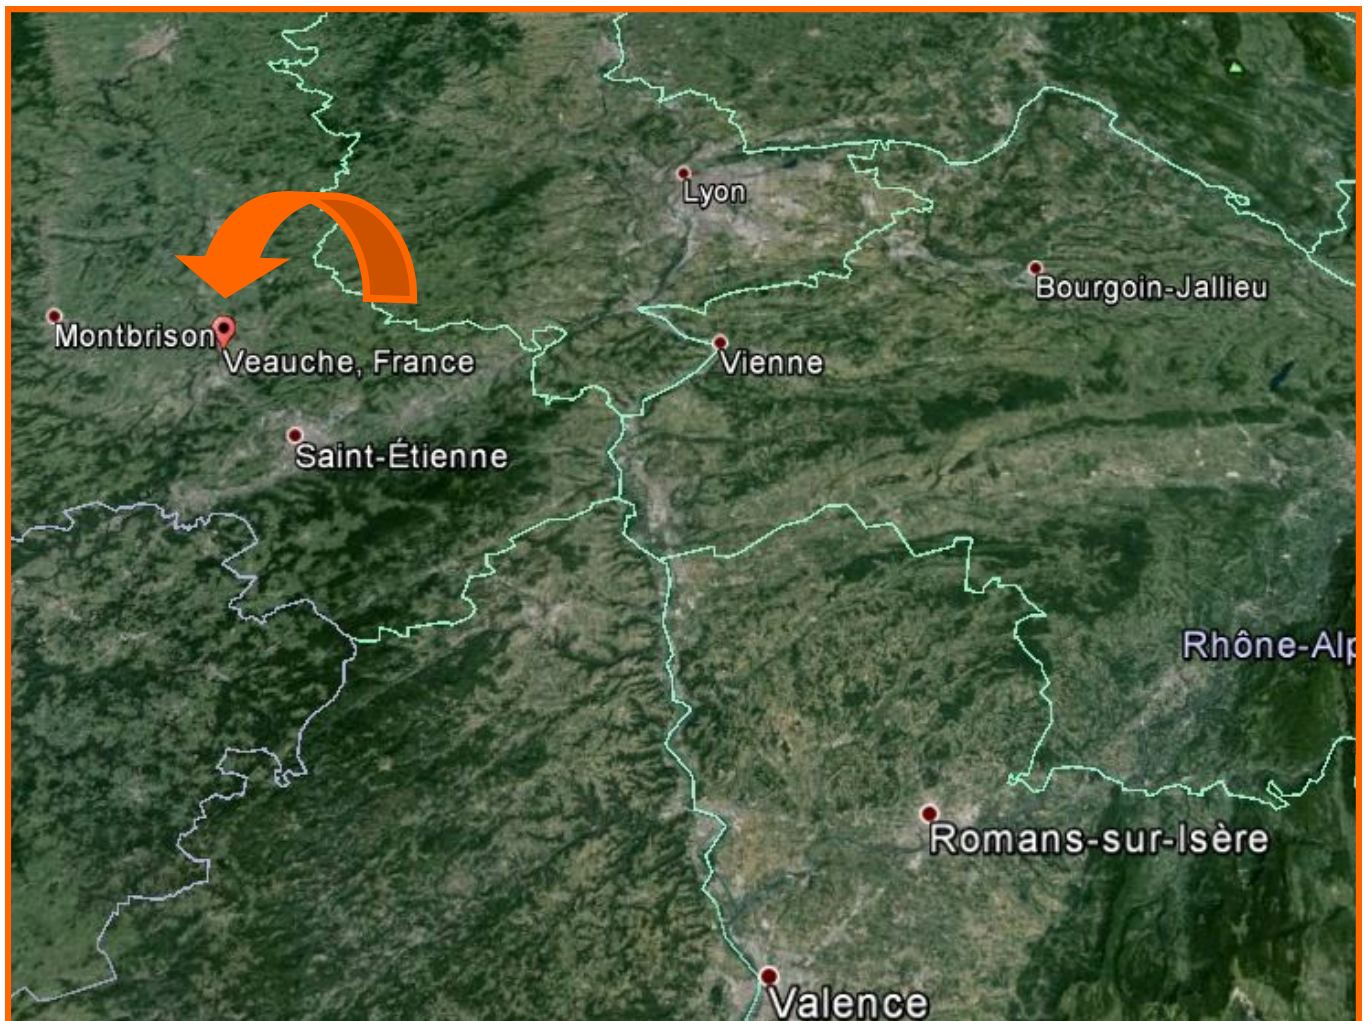 Lyon
Bourgoin-Jallieu
Montbrison
Veauche, France
Vienne
Saint-Étienne
Rhône-Alp
Romans-sur-Isère
Valence